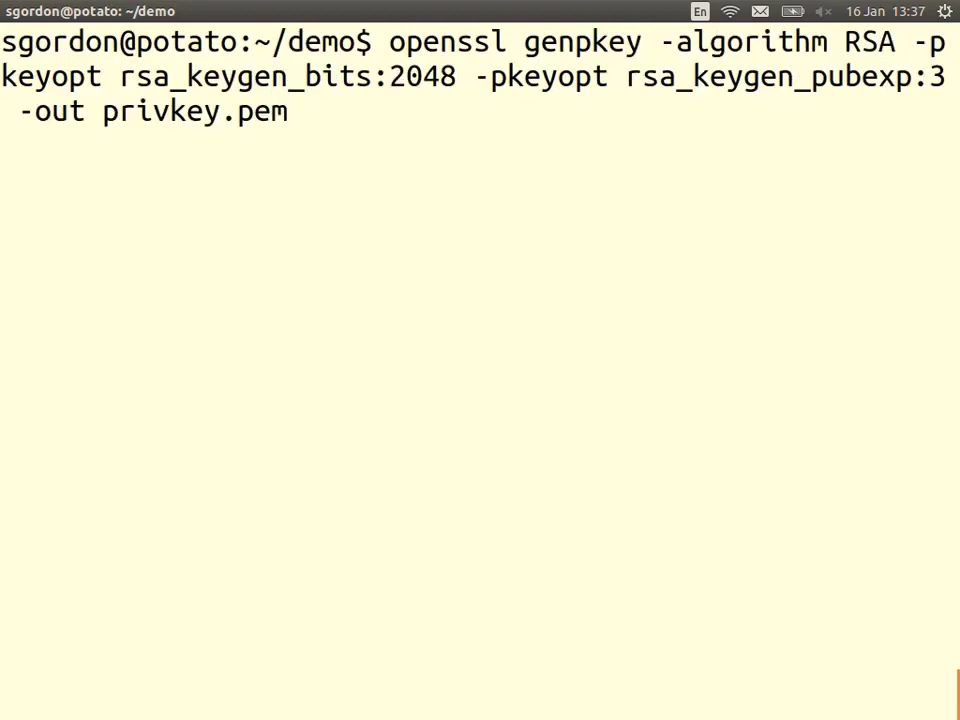 sgordon@potato: ~/demo
En
16 Jan 13:37
sgordon@potato:~/demo$ openssl genpkey -algorithm RSA -p
keyopt rsa_keygen_bits:2048 -pkeyopt rsa_keygen_pubexp:3
-out privkey.pem